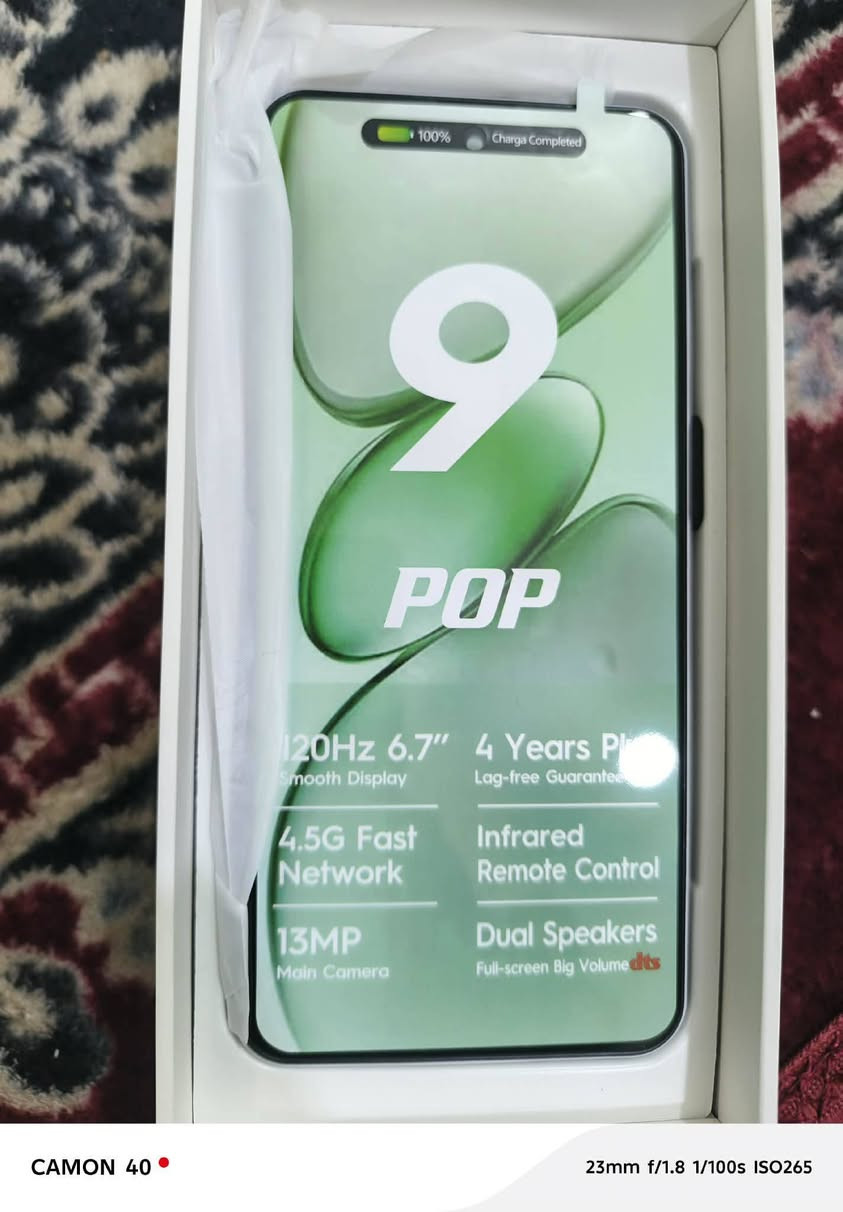 100% Charga Completed
9
POP
120Hz 6.7"
Smooth Display
4 Years
Lag-free Guarantee
4.5G Fast
Network
Infrared
Remote Control
13MP
Main Camera
Dual Speakers
Full-screen Big Volume dts
CAMON 40
23mm f/1.8 1/100s ISO265